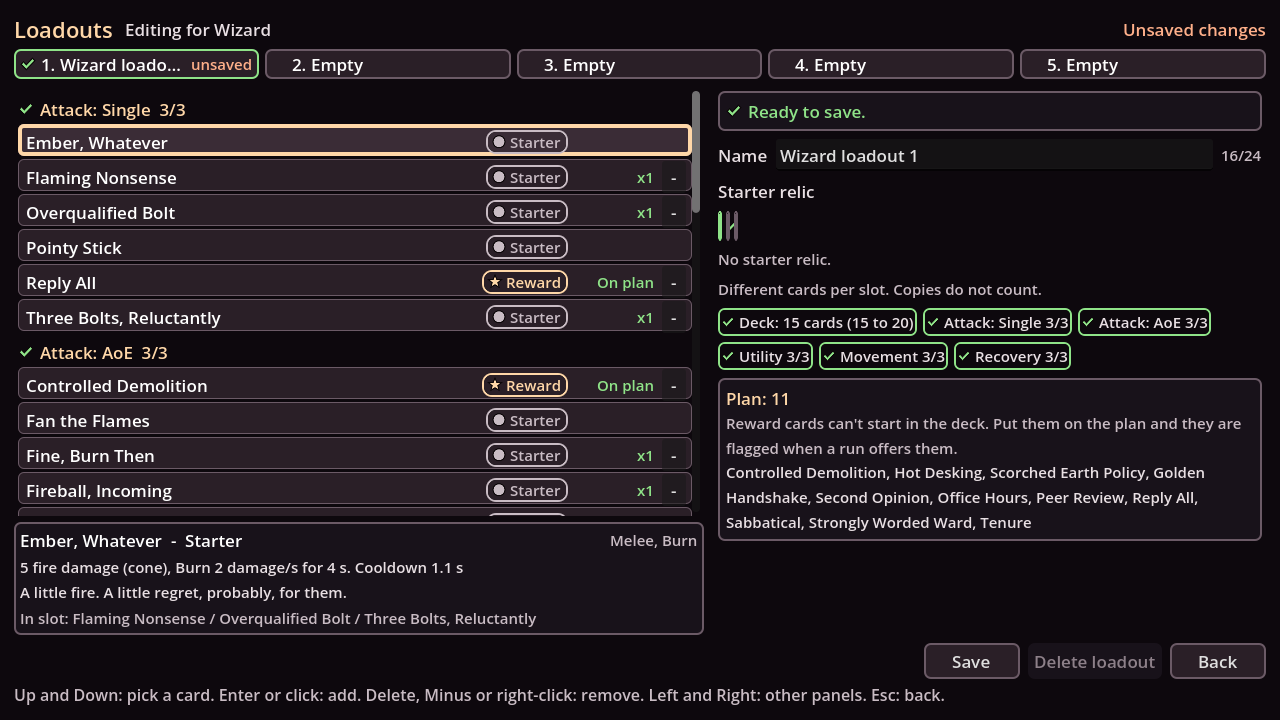 Loadouts Editing for Wizard Unsaved changes
1. Wizard loado... unsaved 2. Empty 3. Empty 4. Empty 5. Empty
Attack: Single 3/3
Ember, Whatever Starter
Flaming Nonsense Starter x1 -
Overqualified Bolt Starter x1 -
Pointy Stick Starter
Reply All Reward On plan -
Three Bolts, Reluctantly Starter x1 -
Attack: AoE 3/3
Controlled Demolition Reward On plan -
Fan the Flames Starter
Fine, Burn Then Starter x1 -
Fireball, Incoming Starter x1 -
Ember, Whatever - Starter Melee, Burn
5 fire damage (cone), Burn 2 damage/s for 4 s. Cooldown 1.1 s
A little fire. A little regret, probably, for them.
In slot: Flaming Nonsense / Overqualified Bolt / Three Bolts, Reluctantly
Ready to save.
Name Wizard loadout 1 16/24
Starter relic
No starter relic.
Different cards per slot. Copies do not count.
Deck: 15 cards (15 to 20) Attack: Single 3/3 Attack: AoE 3/3
Utility 3/3 Movement 3/3 Recovery 3/3
Plan: 11
Reward cards can't start in the deck. Put them on the plan and they are
flagged when a run offers them.
Controlled Demolition, Hot Desking, Scorched Earth Policy, Golden
Handshake, Second Opinion, Office Hours, Peer Review, Reply All,
Sabbatical, Strongly Worded Ward, Tenure
Save Delete loadout Back
Up and Down: pick a card. Enter or click: add. Delete, Minus or right-click: remove. Left and Right: other panels. Esc: back.